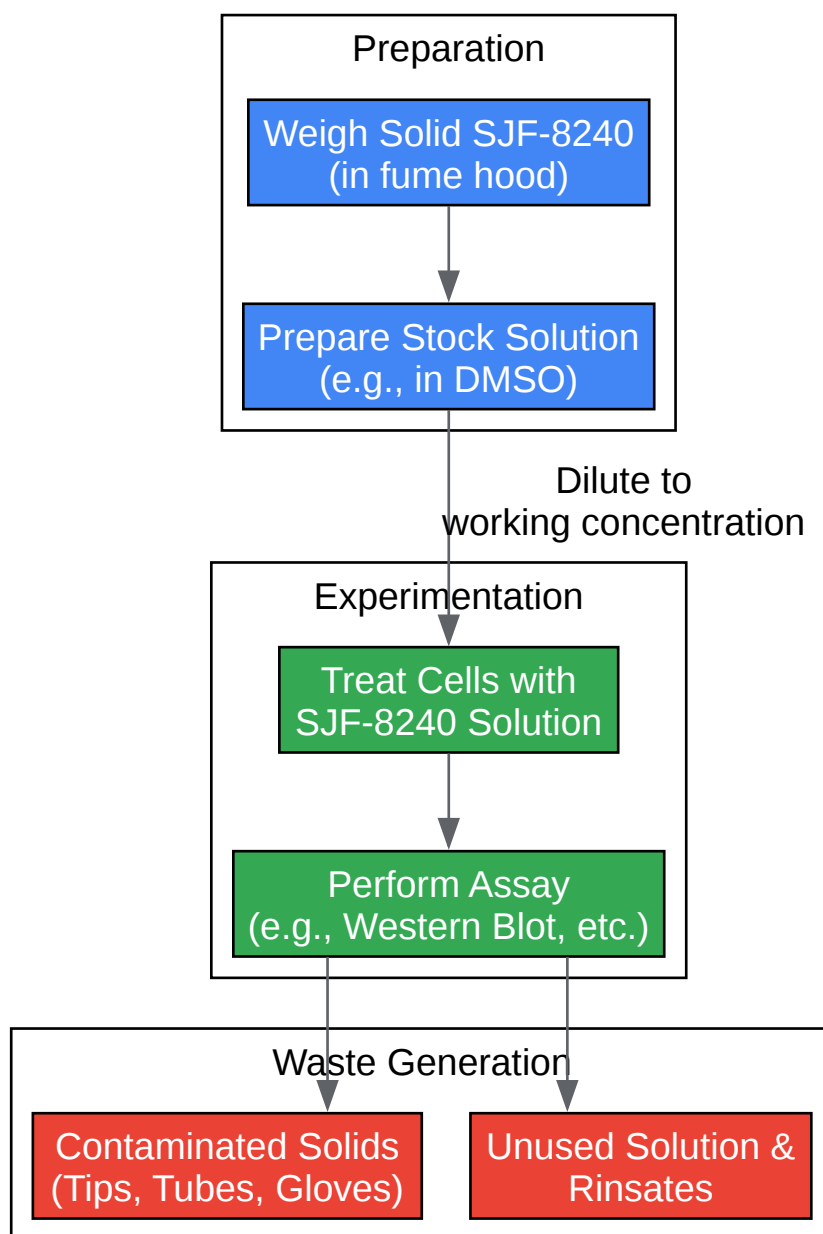 Preparation
Weigh Solid SJF-8240
(in fume hood)
Prepare Stock Solution
(e.g., in DMSO)
Dilute to
working concentration
Experimentation
Treat Cells with
SJF-8240 Solution
Perform Assay
(e.g., Western Blot, etc.)
Waste Generation
Contaminated Solids
(Tips, Tubes, Gloves)
Unused Solution &
Rinsates